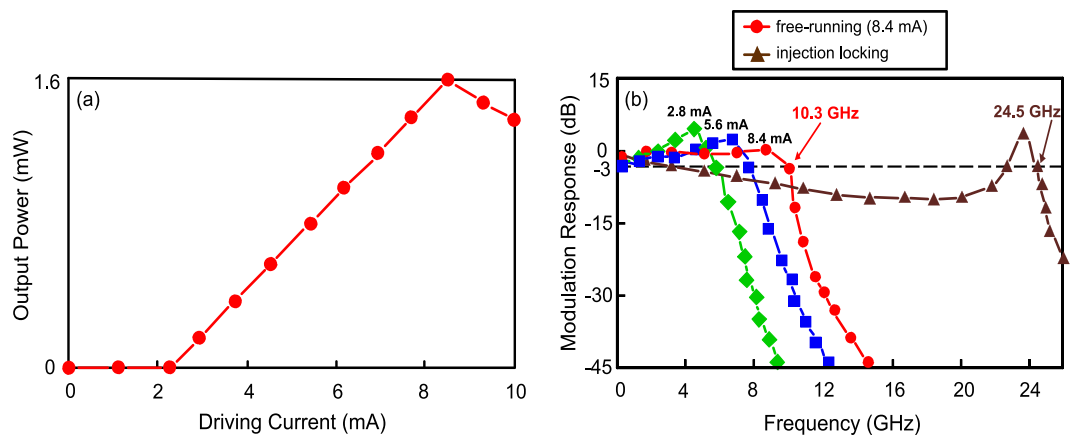 free-running (8.4 mA)
injection locking
(a)
1.6
0
Output Power (mW)
0
2
4
6
8
10
Driving Current (mA)
(b)
15
0
-3
-15
-30
-45
Modulation Response (dB)
2.8 mA
5.6 mA
8.4 mA
10.3 GHz
24.5 GHz
0
4
8
12
16
20
24
Frequency (GHz)